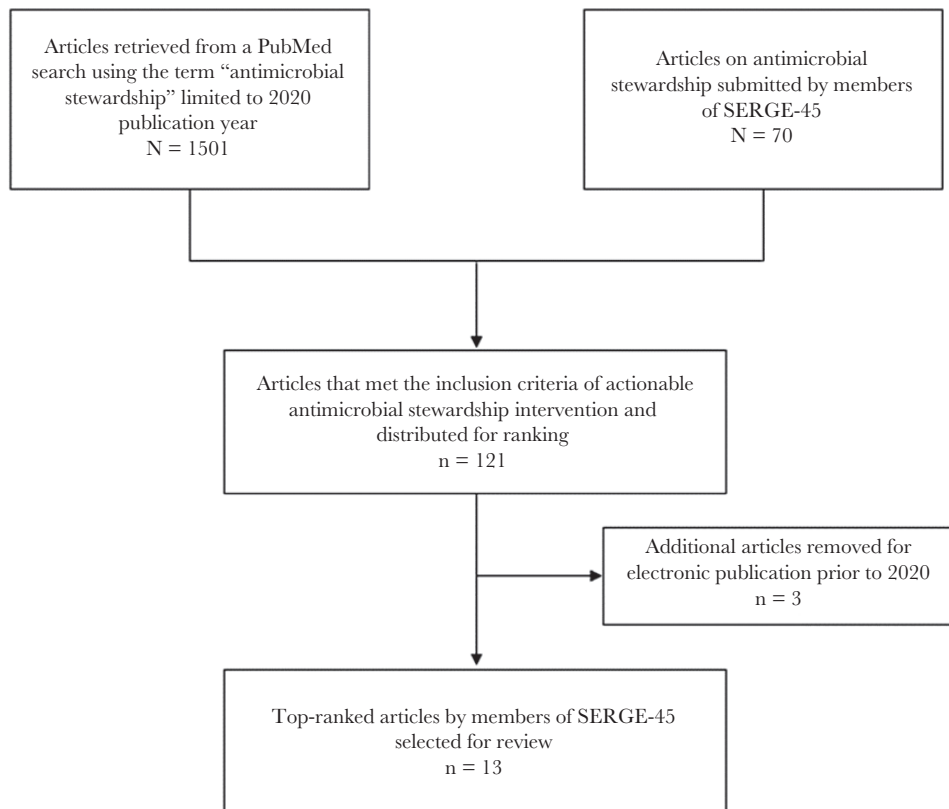 Articles retrieved from a PubMed
search using the term “antimicrobial
stewardship” limited to 2020
publication year
N = 1501
Articles on antimicrobial
stewardship submitted by members
of SERGE-45
N = 70
Articles that met the inclusion criteria of actionable
antimicrobial stewardship intervention and
distributed for ranking
n = 121
Additional articles removed for
electronic publication prior to 2020
n = 3
Top-ranked articles by members of SERGE-45
selected for review
n = 13